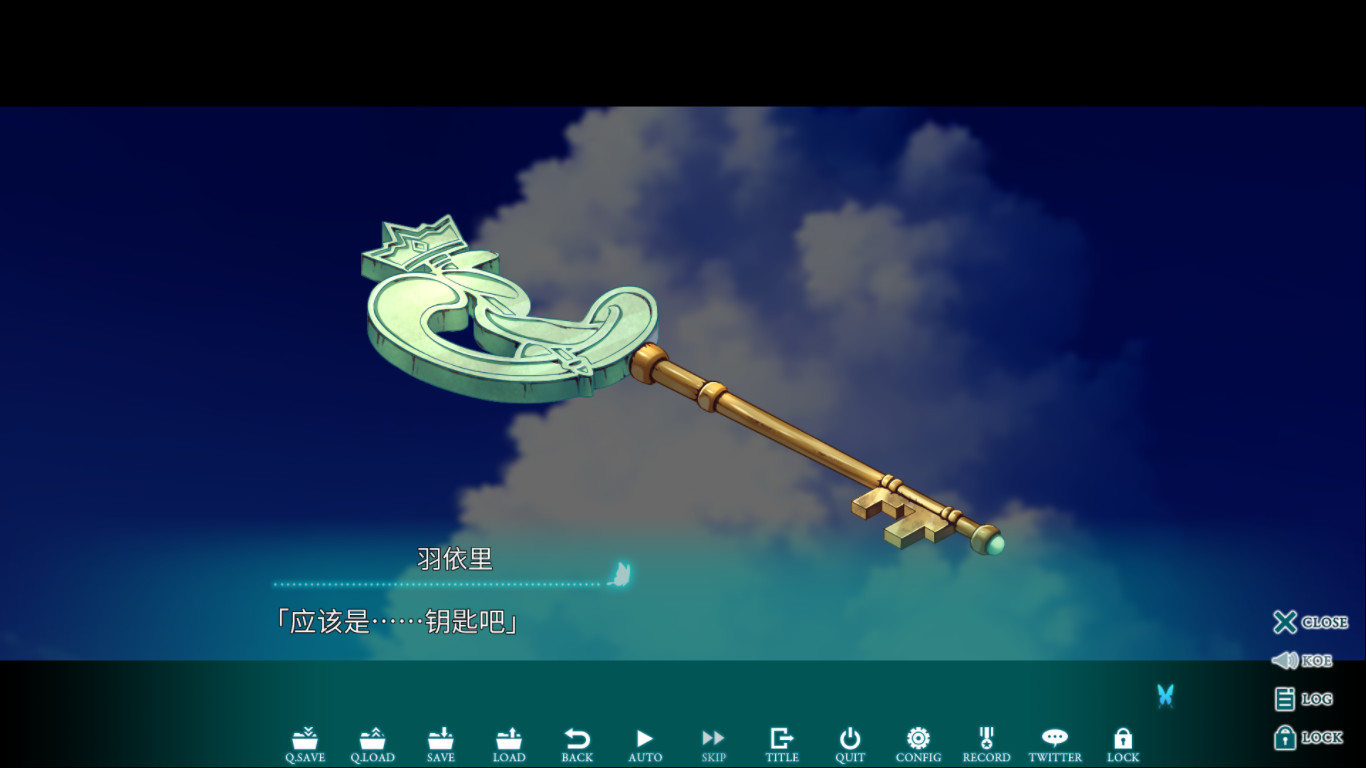 羽依里
「应该是……钥匙吧」
CLOSE
KOE
LOG
LOCK
Q.SAVE Q.LOAD SAVE LOAD BACK AUTO SKIP TITLE QUIT CONFIG RECORD TWITTER LOCK